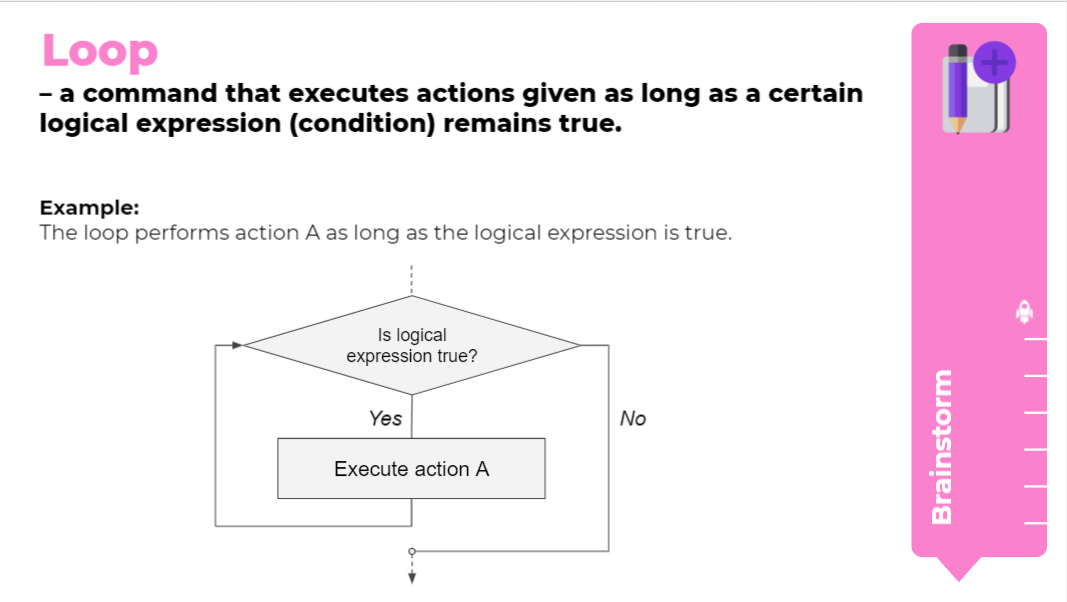 Loop
– a command that executes actions given as long as a certain
logical expression (condition) remains true.
Example:
The loop performs action A as long as the logical expression is true.
Is logical
expression true?
Yes
No
Execute action A
Brainstorm